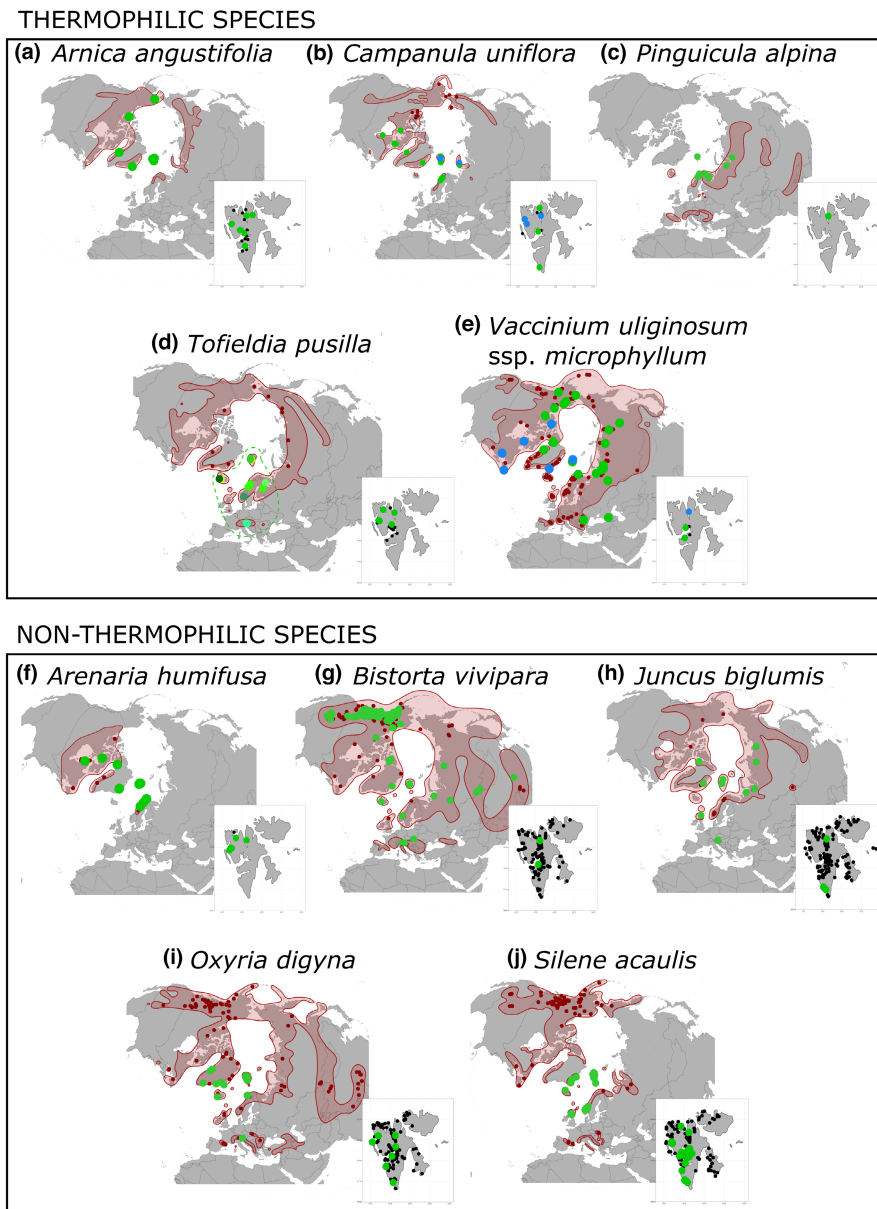 THERMOPHILIC SPECIES
(a) Arnica angustifolia
(b) Campanula uniflora
(c) Pinguicula alpina
(d) Tofieldia pusilla
(e) Vaccinium uliginosum
ssp. microphyllum
NON-THERMOPHILIC SPECIES
(f) Arenaria humifusa
(g) Bistorta vivipara
(h) Juncus biglumis
(i) Oxyria digyna
(j) Silene acaulis